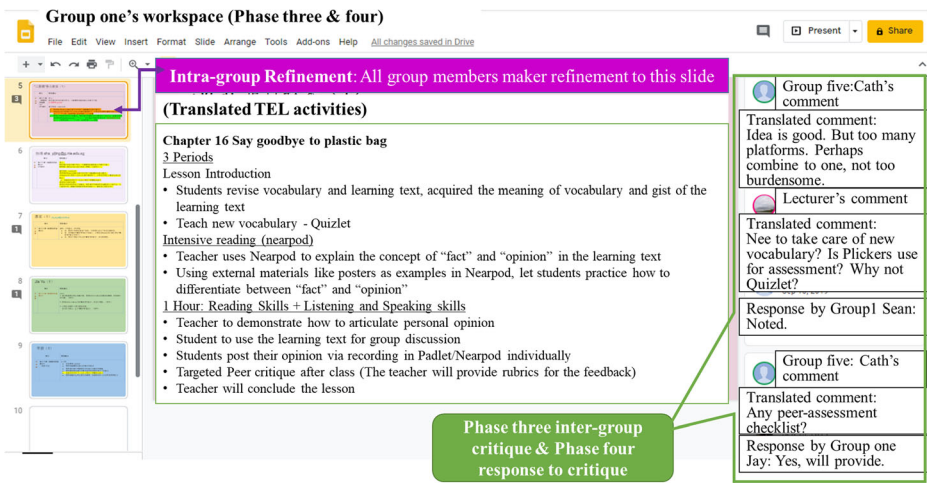 Group one's workspace (Phase three & four)
File Edit View Insert Format Slide Arrange Tools Add-ons Help All changes saved in Drive
Present
Share
Intra-group Refinement: All group members maker refinement to this slide
(Translated TEL activities)
Chapter 16 Say goodbye to plastic bag
3 Periods
Lesson Introduction
• Students revise vocabulary and learning text, acquired the meaning of vocabulary and gist of the
learning text
• Teach new vocabulary - Quizlet
Intensive reading (nearpod)
• Teacher uses Nearpod to explain the concept of "fact" and "opinion" in the learning text
• Using external materials like posters as examples in Nearpod, let students practice how to
differentiate between "fact" and "opinion"
1 Hour: Reading Skills + Listening and Speaking skills
• Teacher to demonstrate how to articulate personal opinion
• Student to use the learning text for group discussion
• Students post their opinion via recording in Padlet/Nearpod individually
• Targeted Peer critique after class (The teacher will provide rubrics for the feedback)
• Teacher will conclude the lesson
Phase three inter-group
critique & Phase four
response to critique
Group five:Cath's
comment
Translated comment:
Idea is good. But too many
platforms. Perhaps
combine to one, not too
burdensome.
Lecturer's comment
Translated comment:
Nee to take care of new
vocabulary? Is Plickers use
for assessment? Why not
Quizlet?
Response by Group1 Sean:
Noted.
Group five: Cath's
comment
Translated comment:
Any peer-assessment
checklist?
Response by Group one
Jay: Yes, will provide.
5
3
6
7
1
8
1
9
10